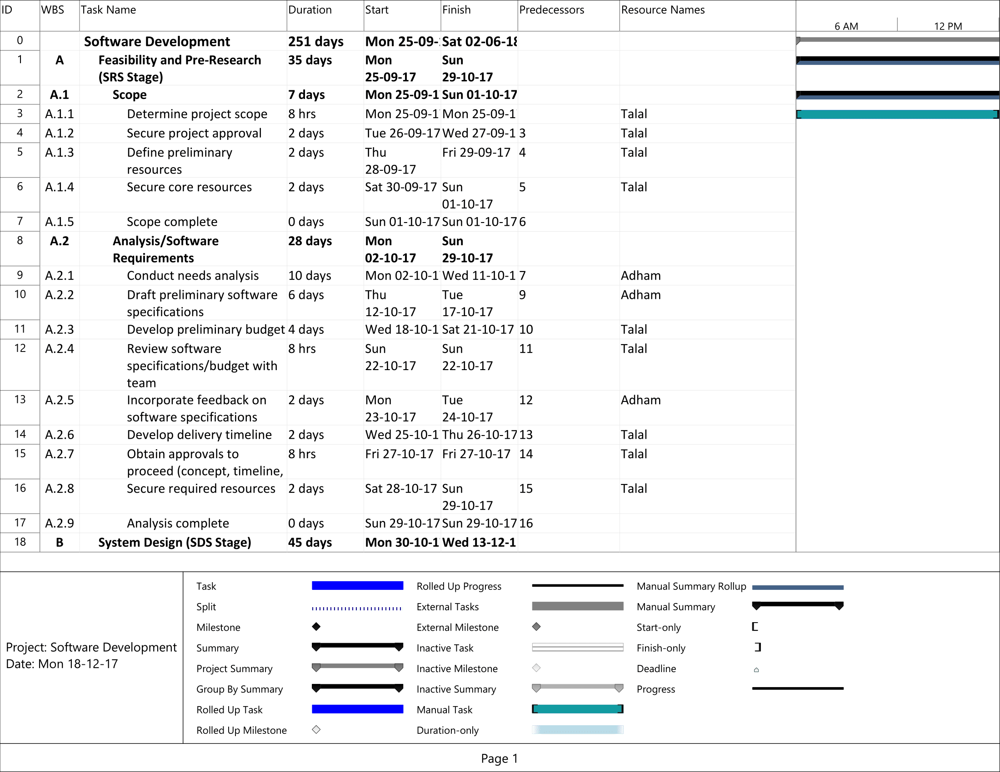 ID WBS Task Name Duration Start Finish Predecessors Resource Names
6 AM 12 PM
0 Software Development 251 days Mon 25-09- Sat 02-06-18
1 A Feasibility and Pre-Research 35 days Mon Sun
(SRS Stage) 25-09-17 29-10-17
2 A.1 Scope 7 days Mon 25-09-1 Sun 01-10-17
3 A.1.1 Determine project scope 8 hrs Mon 25-09-1 Mon 25-09-1 Talal
4 A.1.2 Secure project approval 2 days Tue 26-09-17 Wed 27-09-1 3 Talal
5 A.1.3 Define preliminary 2 days Thu Fri 29-09-17 4 Talal
resources 28-09-17
6 A.1.4 Secure core resources 2 days Sat 30-09-17 Sun 5 Talal
01-10-17
7 A.1.5 Scope complete 0 days Sun 01-10-17 Sun 01-10-17 6
8 A.2 Analysis/Software 28 days Mon Sun
Requirements 02-10-17 29-10-17
9 A.2.1 Conduct needs analysis 10 days Mon 02-10-1 Wed 11-10-1 7 Adham
10 A.2.2 Draft preliminary software 6 days Thu Tue 9 Adham
specifications 12-10-17 17-10-17
11 A.2.3 Develop preliminary budget 4 days Wed 18-10-1 Sat 21-10-17 10 Talal
12 A.2.4 Review software 8 hrs Sun Sun 11 Talal
specifications/budget with 22-10-17 22-10-17
team
13 A.2.5 Incorporate feedback on 2 days Mon Tue 12 Adham
software specifications 23-10-17 24-10-17
14 A.2.6 Develop delivery timeline 2 days Wed 25-10-1 Thu 26-10-17 13 Talal
15 A.2.7 Obtain approvals to 8 hrs Fri 27-10-17 Fri 27-10-17 14 Talal
proceed (concept, timeline,
16 A.2.8 Secure required resources 2 days Sat 28-10-17 Sun 15 Talal
29-10-17
17 A.2.9 Analysis complete 0 days Sun 29-10-17 Sun 29-10-17 16
18 B System Design (SDS Stage) 45 days Mon 30-10-1 Wed 13-12-1
Project: Software Development
Date: Mon 18-12-17
Task
Split
Milestone
Summary
Project Summary
Group By Summary
Rolled Up Task
Rolled Up Milestone
Rolled Up Progress
External Tasks
External Milestone
Inactive Task
Inactive Milestone
Inactive Summary
Manual Task
Duration-only
Manual Summary Rollup
Manual Summary
Start-only
Finish-only
Deadline
Progress
Page 1